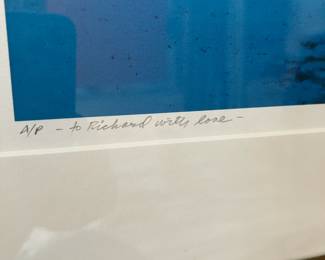 A/P - to Richard with love -